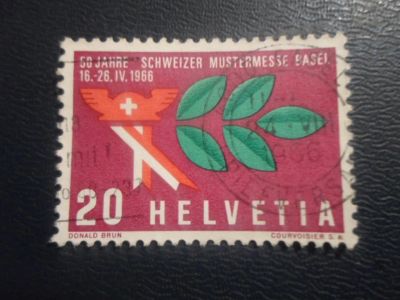 50 JAHRE SCHWEIZER MUSTERMESSE BASEL
16.-26. IV. 1966
20 HELVETIA
DONALD BRUN COURVOISIER S.A.